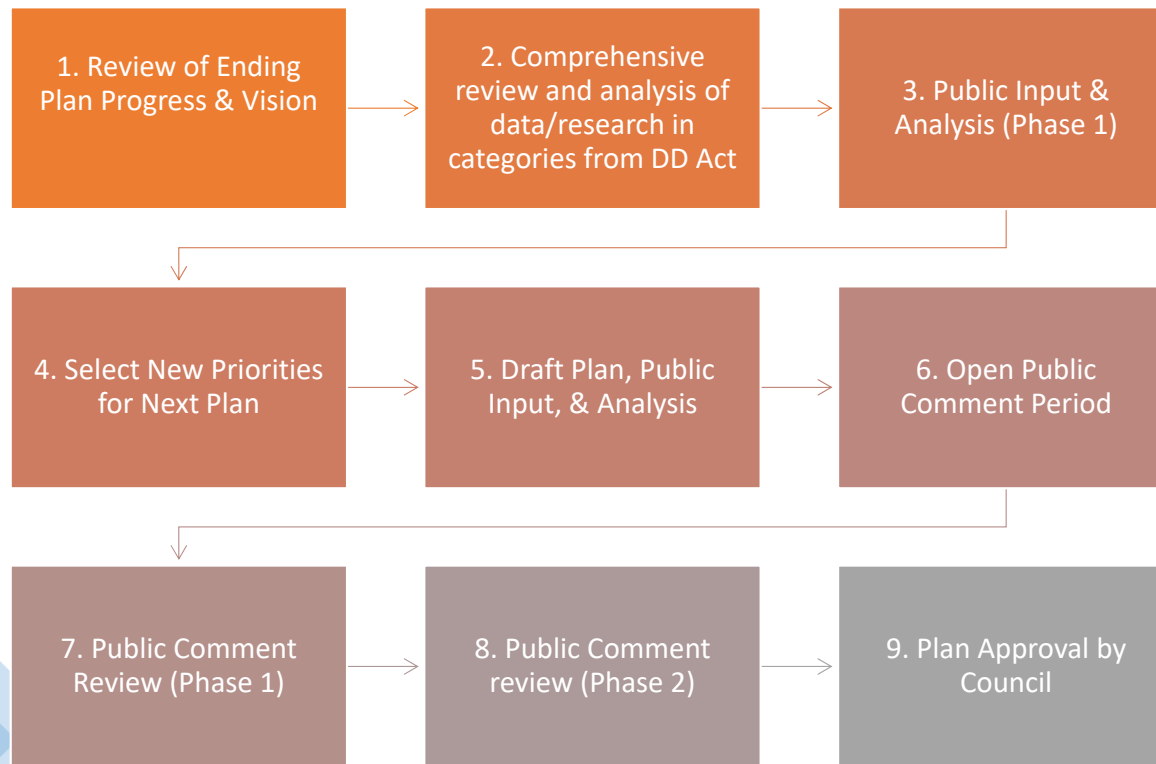 1. Review of Ending
Plan Progress & Vision
2. Comprehensive
review and analysis of
data/research in
categories from DD Act
3. Public Input &
Analysis (Phase 1)
4. Select New Priorities
for Next Plan
5. Draft Plan, Public
Input, & Analysis
6. Open Public
Comment Period
7. Public Comment
Review (Phase 1)
8. Public Comment
review (Phase 2)
9. Plan Approval by
Council